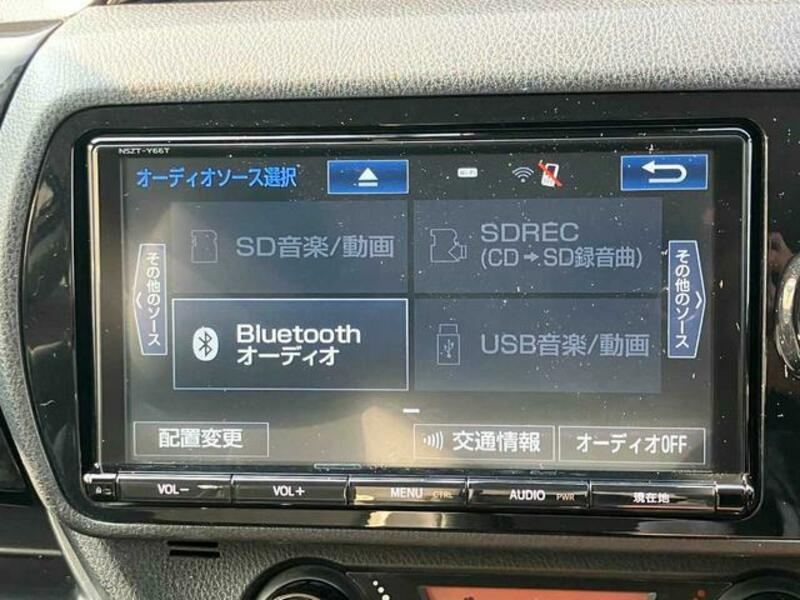 NSZT-Y66T
オーディオソース選択
Wi-Fi
SD音楽/動画
SDREC
(CD→SD録音曲)
その他のソース
その他のソース
Bluetooth
オーディオ
USB音楽/動画
配置変更
交通情報
オーディオOFF
VOL−
VOL+
MENU CTRL
AUDIO PWR
現在地